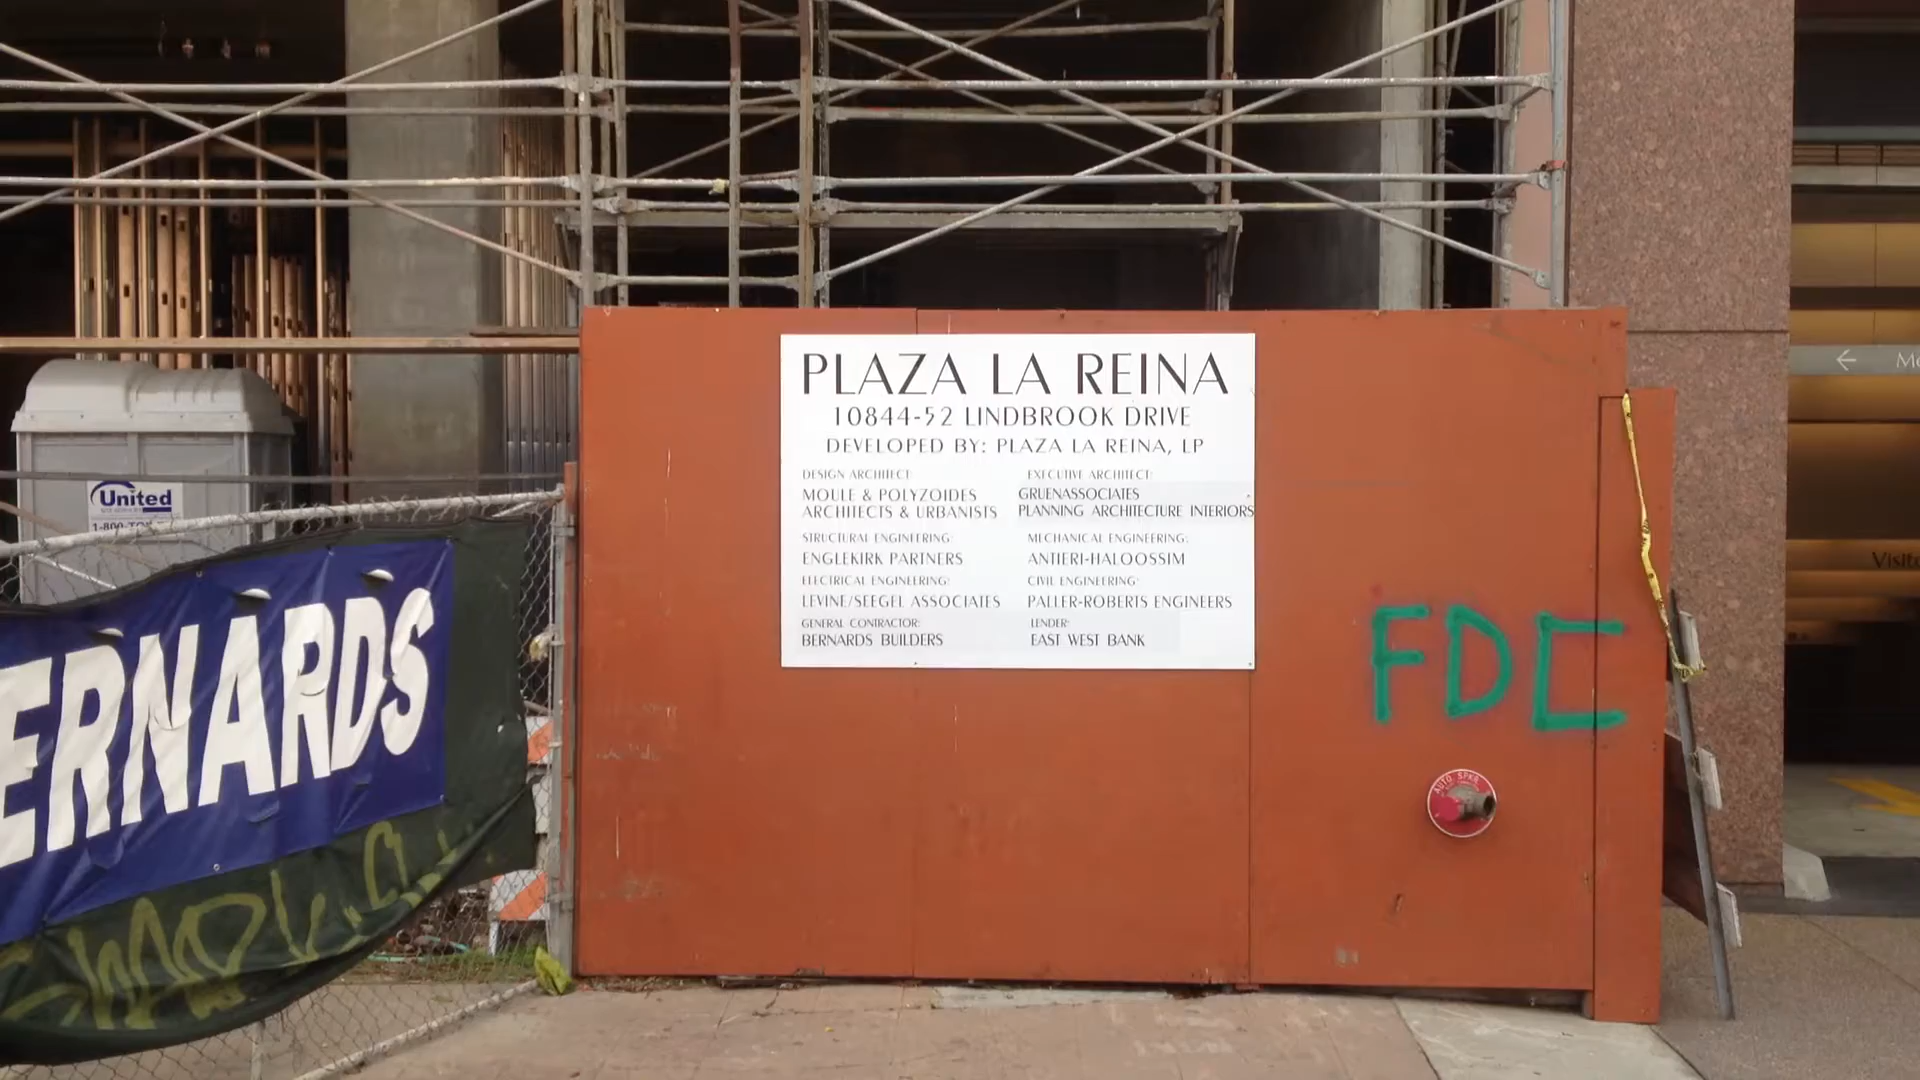 PLAZA LA REINA
10844-52 LINDBROOK DRIVE
DEVELOPED BY: PLAZA LA REINA, LP
DESIGN ARCHITECT:
MOULE & POLYZOIDES
ARCHITECTS & URBANISTS
EXECUTIVE ARCHITECT:
GRUENASSOCIATES
PLANNING ARCHITECTURE INTERIORS
STRUCTURAL ENGINEERING:
ENGLEKIRK PARTNERS
MECHANICAL ENGINEERING:
ANTIERI-HALOOSSIM
ELECTRICAL ENGINEERING:
LEVINE/SEEGEL ASSOCIATES
CIVIL ENGINEERING:
PALLER-ROBERTS ENGINEERS
GENERAL CONTRACTOR:
BERNARDS BUILDERS
LENDER:
EAST WEST BANK
United
ERNARDS
FDC
AUTO. SPKR.